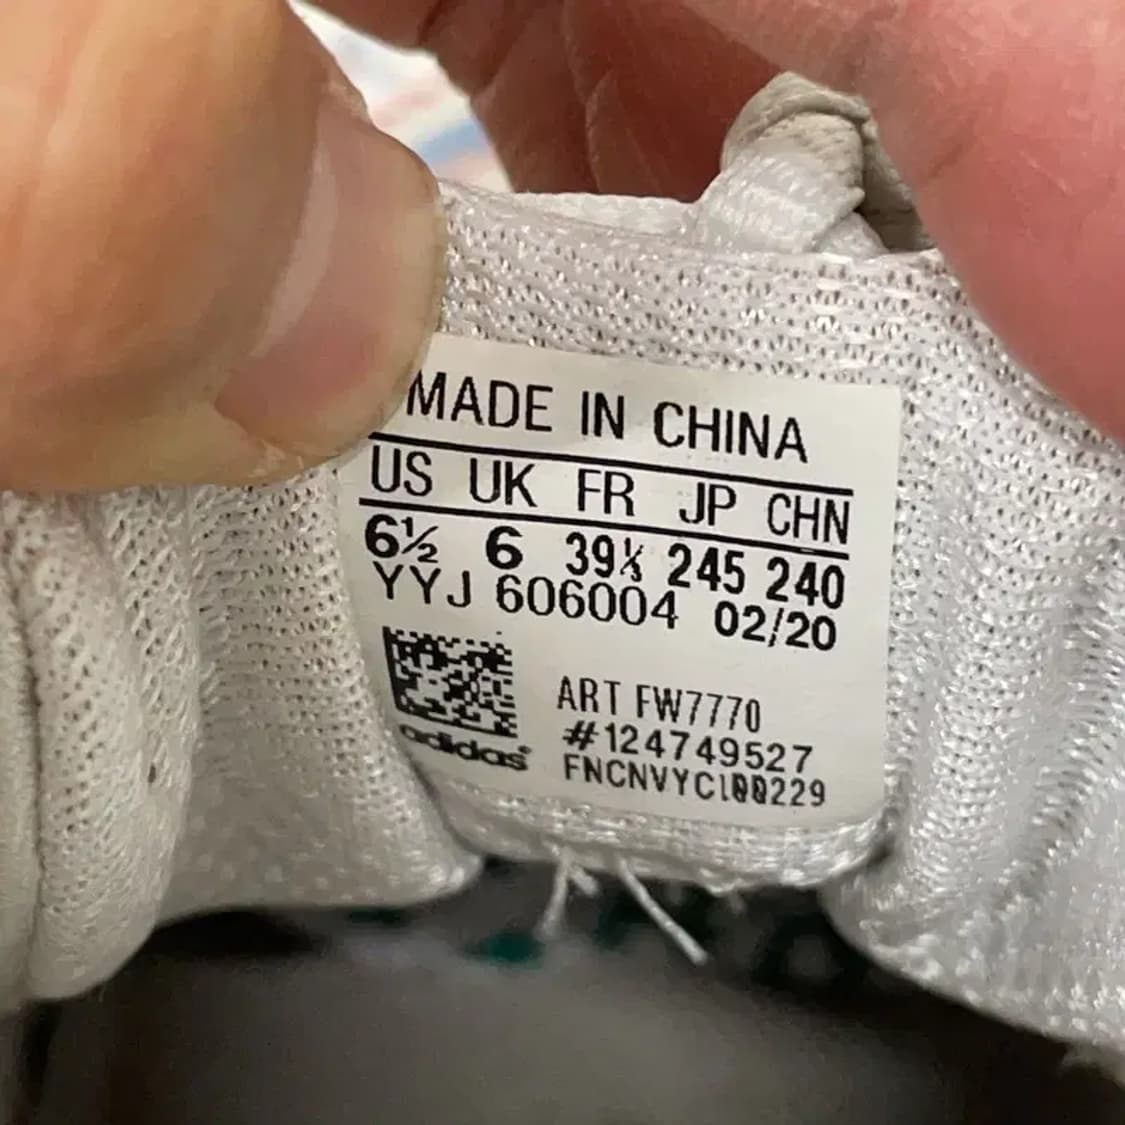 MADE IN CHINA
US UK FR JP CHN
6½ 6 39⅓ 245 240
YYJ 606004 02/20
ART FW7770
#124749527
adidas